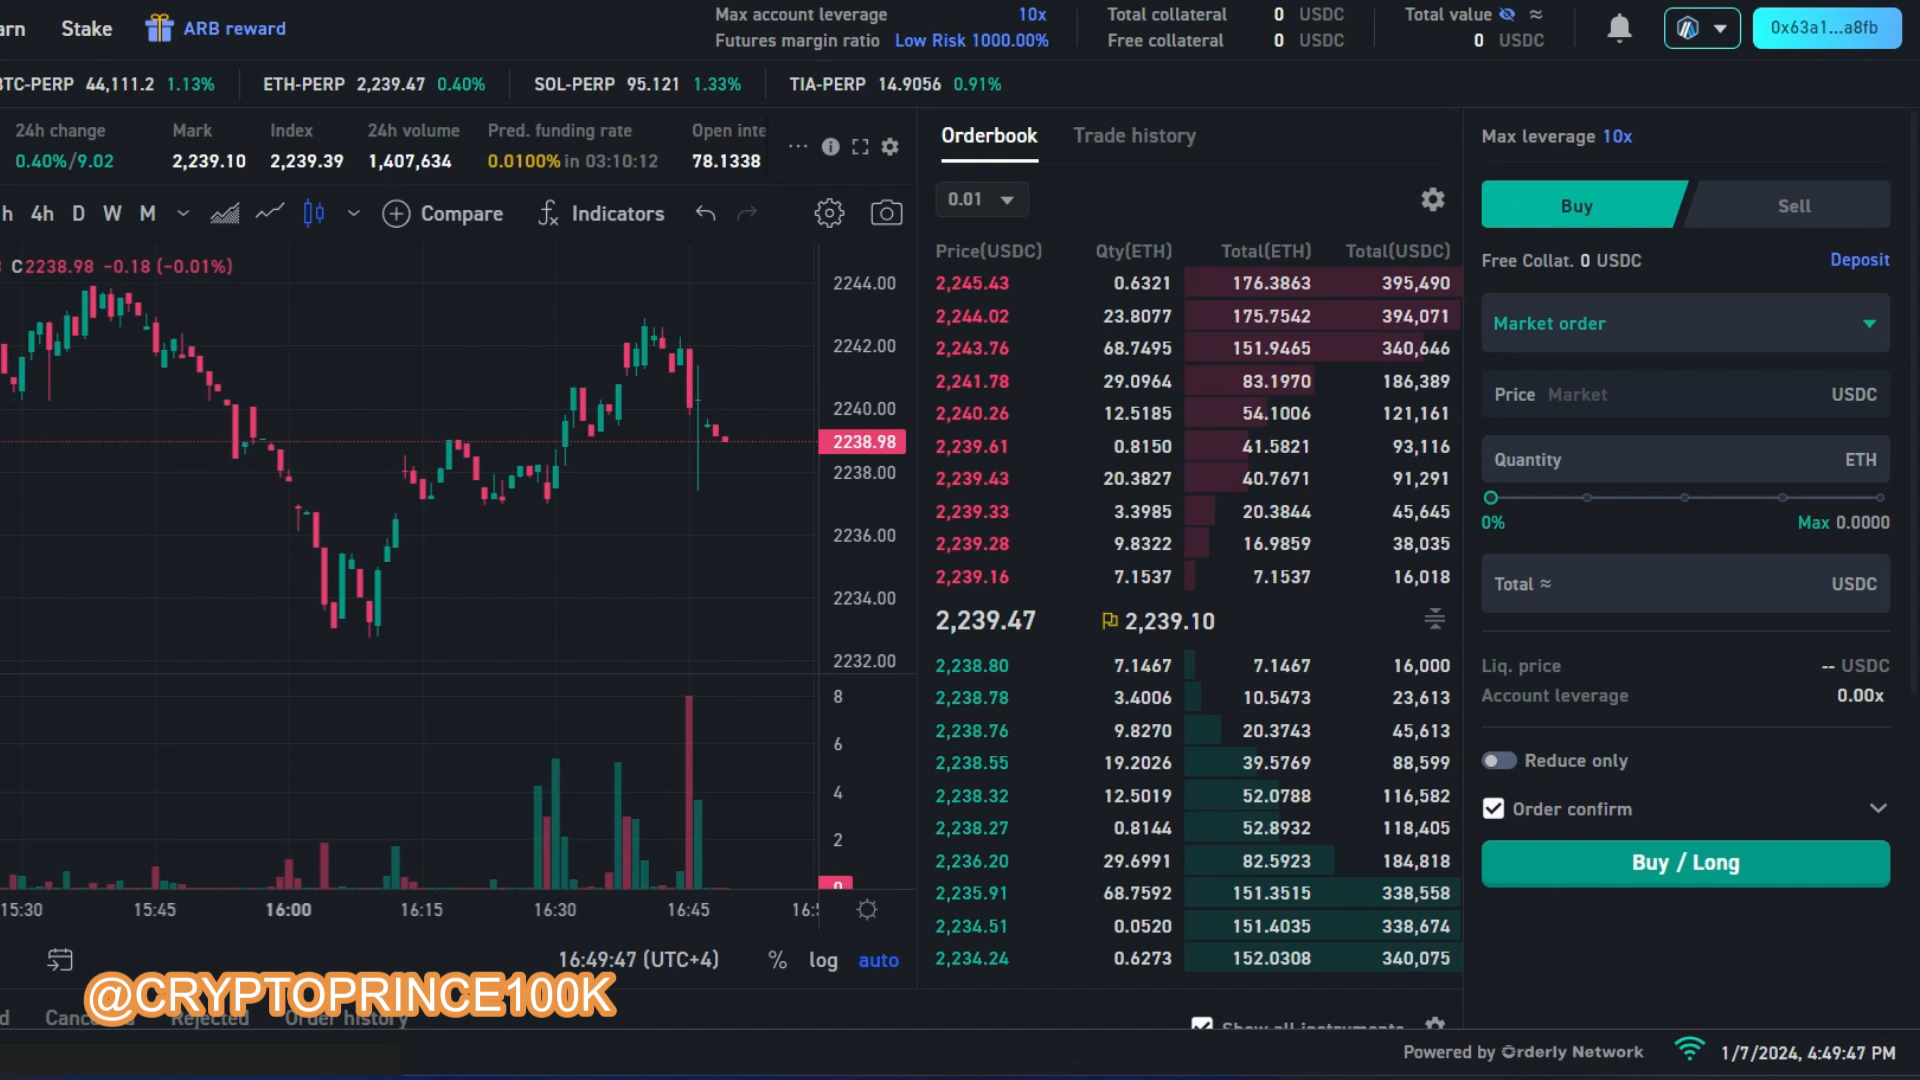 arn Stake ARB reward
Max account leverage 10x
Futures margin ratio Low Risk 1000.00%
Total collateral 0 USDC
Free collateral 0 USDC
Total value ≈
0 USDC
0x63a1...a8fb
BTC-PERP 44,111.2 1.13% ETH-PERP 2,239.47 0.40% SOL-PERP 95.121 1.33% TIA-PERP 14.9056 0.91%
24h change Mark Index 24h volume Pred. funding rate Open inte
0.40%/9.02 2,239.10 2,239.39 1,407,634 0.0100% in 03:10:12 78.1338
h 4h D W M Compare Indicators
C2238.98 −0.18 (−0.01%)
2244.00
2242.00
2240.00
2238.98
2238.00
2236.00
2234.00
2232.00
8
6
4
2
0
15:30 15:45 16:00 16:15 16:30 16:45 16:
16:49:47 (UTC+4) % log auto
Orderbook Trade history
0.01
Price(USDC) Qty(ETH) Total(ETH) Total(USDC)
2,245.43 0.6321 176.3863 395,490
2,244.02 23.8077 175.7542 394,071
2,243.76 68.7495 151.9465 340,646
2,241.78 29.0964 83.1970 186,389
2,240.26 12.5185 54.1006 121,161
2,239.61 0.8150 41.5821 93,116
2,239.43 20.3827 40.7671 91,291
2,239.33 3.3985 20.3844 45,645
2,239.28 9.8322 16.9859 38,035
2,239.16 7.1537 7.1537 16,018
2,239.47 2,239.10
2,238.80 7.1467 7.1467 16,000
2,238.78 3.4006 10.5473 23,613
2,238.76 9.8270 20.3743 45,613
2,238.55 19.2026 39.5769 88,599
2,238.32 12.5019 52.0788 116,582
2,238.27 0.8144 52.8932 118,405
2,236.20 29.6991 82.5923 184,818
2,235.91 68.7592 151.3515 338,558
2,234.51 0.0520 151.4035 338,674
2,234.24 0.6273 152.0308 340,075
Max leverage 10x
Buy Sell
Free Collat. 0 USDC Deposit
Market order
Price Market USDC
Quantity ETH
0% Max 0.0000
Total ≈ USDC
Liq. price -- USDC
Account leverage 0.00x
Reduce only
Order confirm
Buy / Long
@CRYPTOPRINCE100K
d Canc Rejected Order history
Show all instruments
Powered by Orderly Network 1/7/2024, 4:49:47 PM